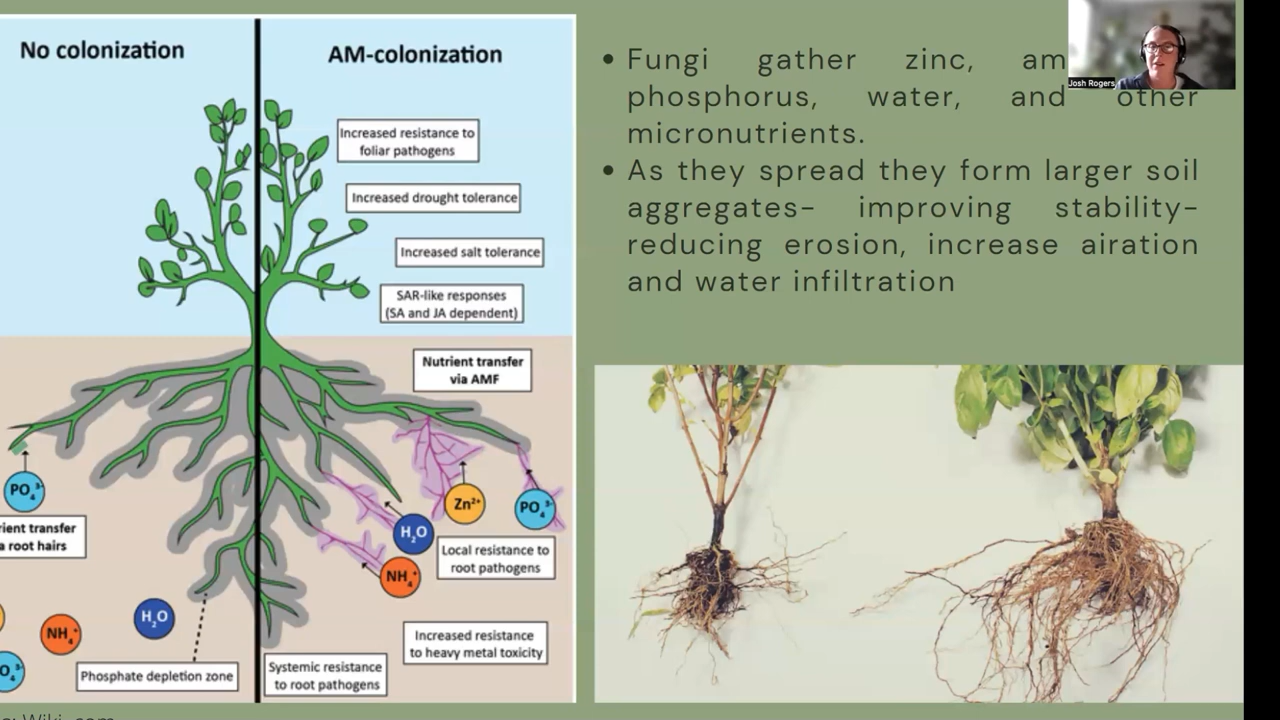 No colonization
AM-colonization
Increased resistance to
foliar pathogens
Increased drought tolerance
Increased salt tolerance
SAR-like responses
(SA and JA dependent)
Nutrient transfer
via AMF
PO₄³⁻
Zn²⁺
PO₄³⁻
H₂O
NH₄⁺
root hairs
Local resistance to
root pathogens
H₂O
NH₄⁺
Increased resistance
to heavy metal toxicity
Phosphate depletion zone
Systemic resistance
to root pathogens
Fungi gather zinc,
phosphorus, water, and other
micronutrients.
As they spread they form larger soil
aggregates- improving stability-
reducing erosion, increase airation
and water infiltration
Josh Rogers